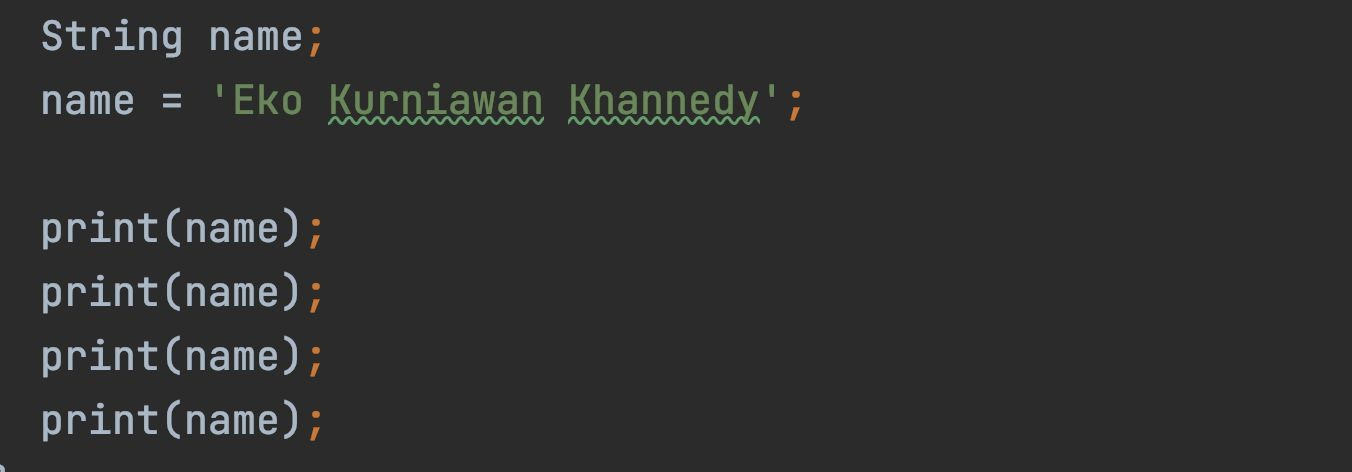 String name;
name = 'Eko Kurniawan Khannedy';
print(name);
print(name);
print(name);
print(name);